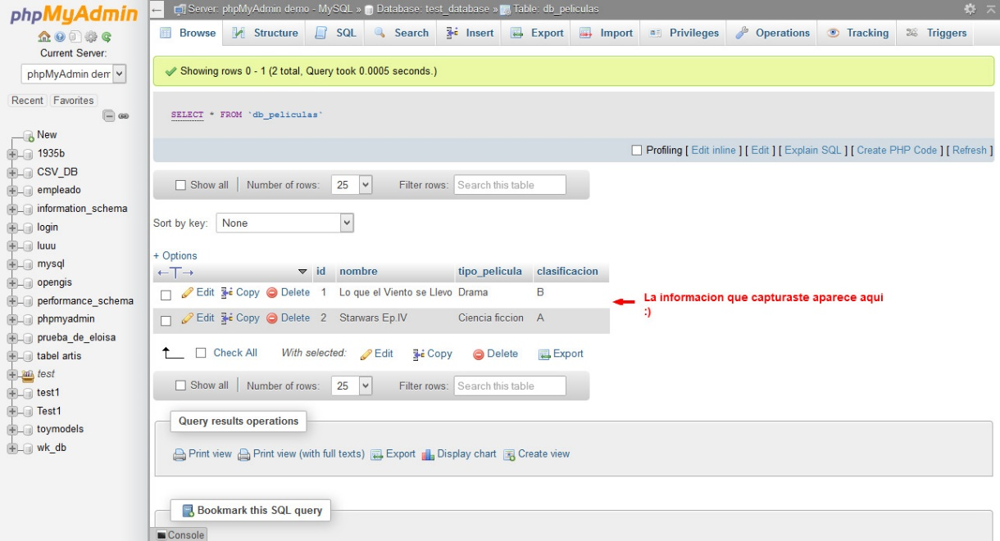 phpMyAdmin
Current Server:
phpMyAdmin dem
Recent Favorites
New
1935b
CSV_DB
empleado
information_schema
login
luuu
mysql
opengis
performance_schema
phpmyadmin
prueba_de_eloisa
tabel artis
test
test1
Test1
toymodels
wk_db
Server: phpMyAdmin demo - MySQL » Database: test_database » Table: db_peliculas
Browse Structure SQL Search Insert Export Import Privileges Operations Tracking Triggers
Showing rows 0 - 1 (2 total, Query took 0.0005 seconds.)
SELECT * FROM `db_peliculas`
Profiling [ Edit inline ] [ Edit ] [ Explain SQL ] [ Create PHP Code ] [ Refresh ]
Show all Number of rows: 25 Filter rows: Search this table
Sort by key: None
+ Options
←T→ id nombre tipo_pelicula clasificacion
Edit Copy Delete 1 Lo que el Viento se Llevo Drama B
Edit Copy Delete 2 Starwars Ep.IV Ciencia ficcion A
La informacion que capturaste aparece aqui
:)
Check All With selected: Edit Copy Delete Export
Show all Number of rows: 25 Filter rows: Search this table
Query results operations
Print view Print view (with full texts) Export Display chart Create view
Bookmark this SQL query
Console